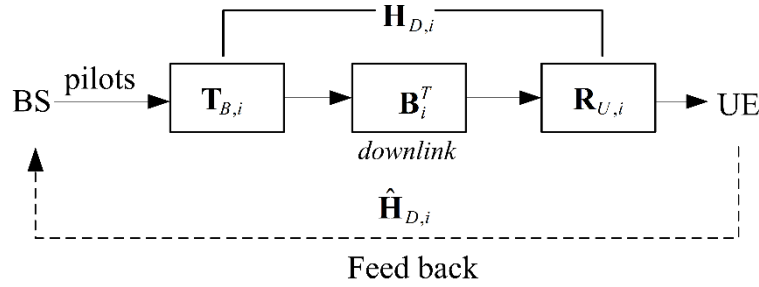 H_{D,i}
BS pilots T_{B,i} B_i^T R_{U,i} UE
downlink
Ĥ_{D,i}
Feed back